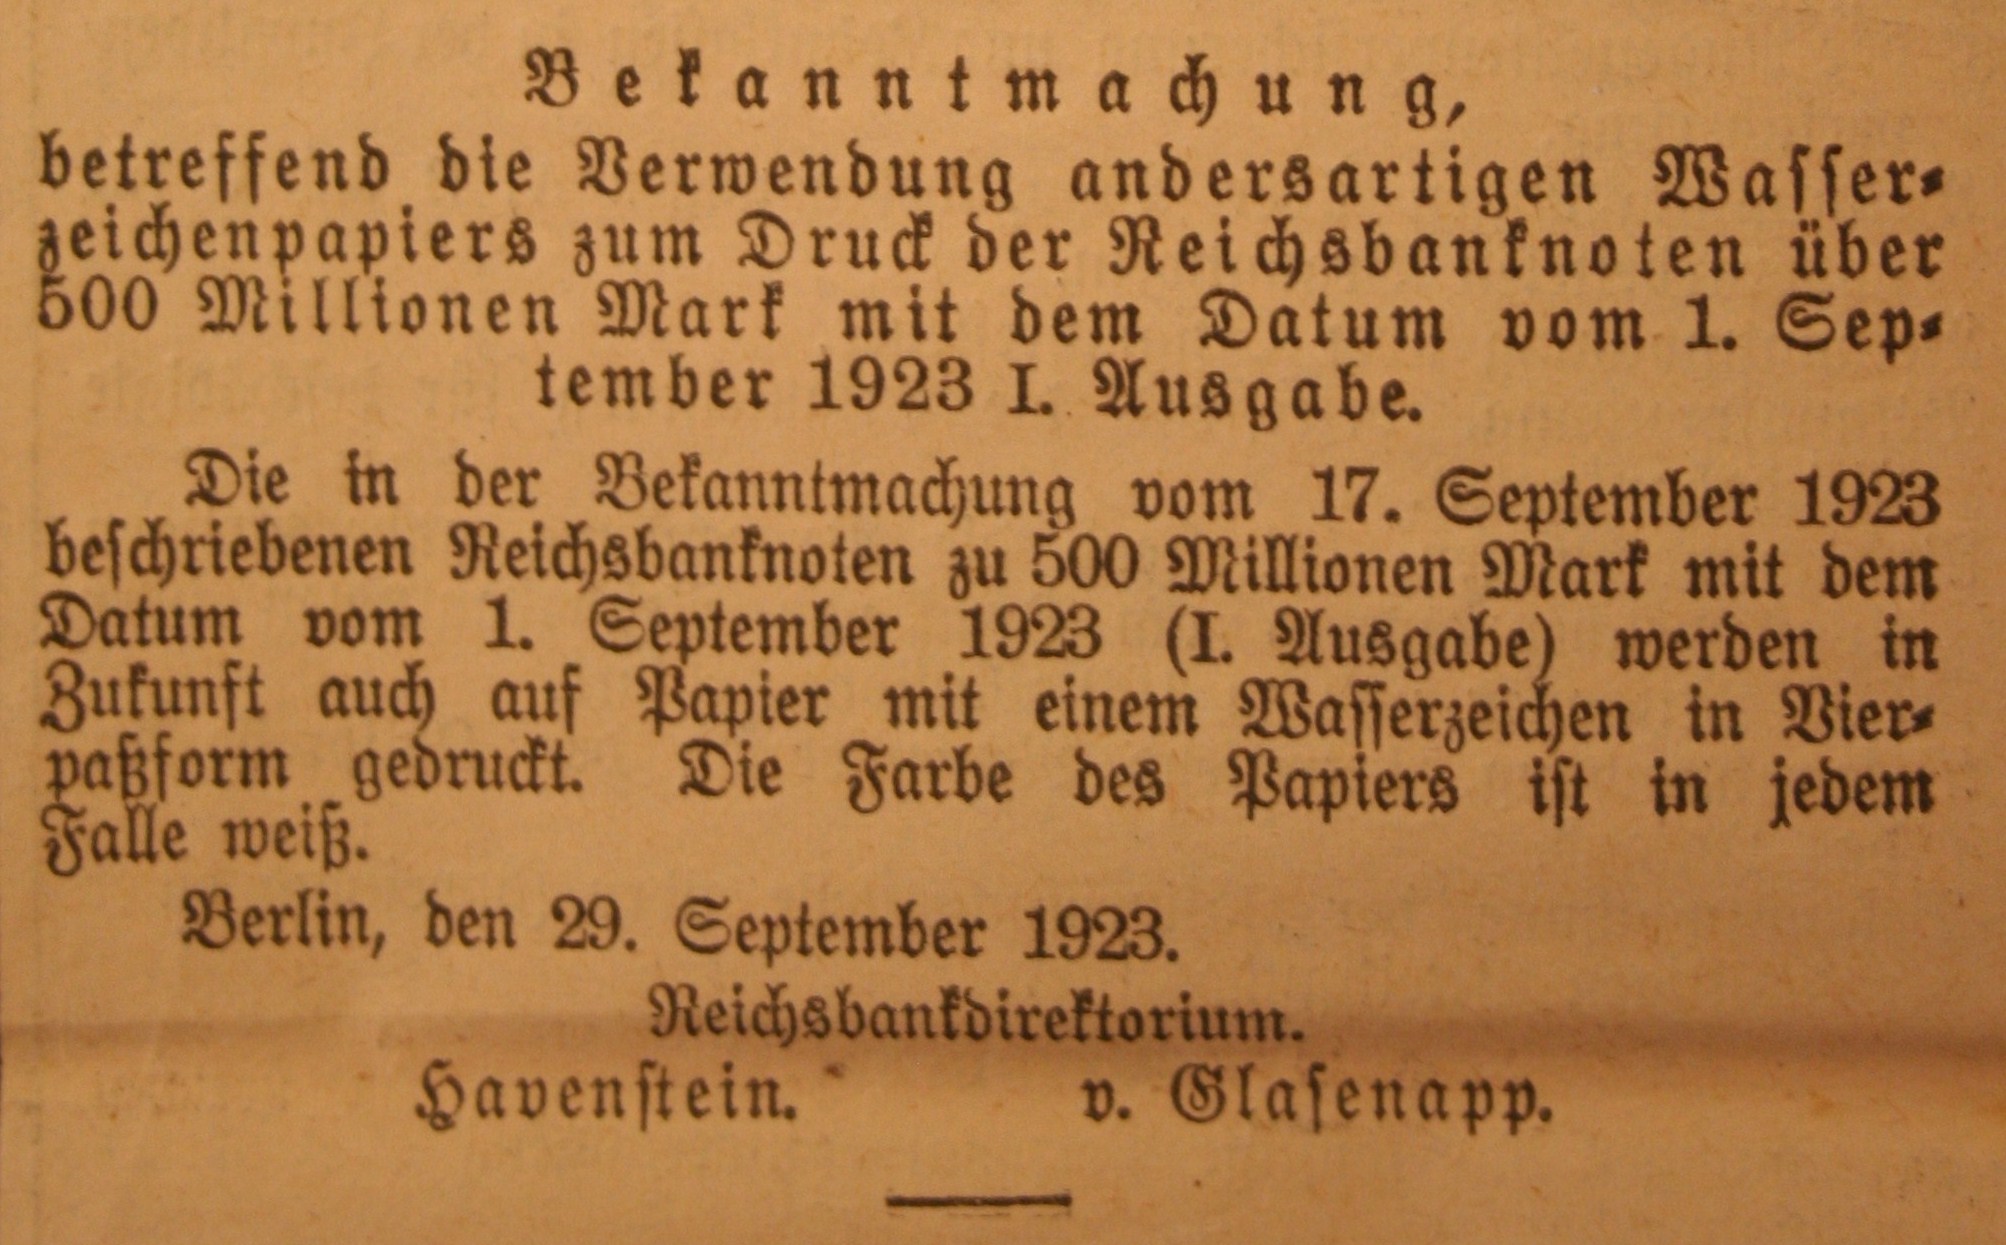 Bekanntmachung,
betreffend die Verwendung andersartigen Wasser-
zeichenpapiers zum Druck der Reichsbanknoten über
500 Millionen Mark mit dem Datum vom 1. Sep-
tember 1923 I. Ausgabe.
Die in der Bekanntmachung vom 17. September 1923
beschriebenen Reichsbanknoten zu 500 Millionen Mark mit dem
Datum vom 1. September 1923 (I. Ausgabe) werden in
Zukunft auch auf Papier mit einem Wasserzeichen in Vier-
paßform gedruckt. Die Farbe des Papiers ist in jedem
Falle weiß.
Berlin, den 29. September 1923.
Reichsbankdirektorium.
Havenstein. v. Glasenapp.